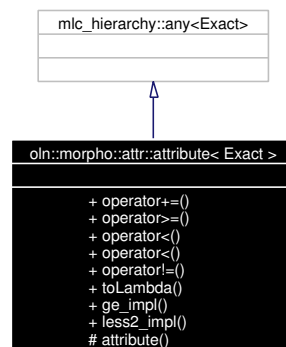 mlc_hierarchy::any<Exact>
oln::morpho::attr::attribute< Exact >
+ operator+=()
+ operator>=()
+ operator<()
+ operator<()
+ operator!=()
+ toLambda()
+ ge_impl()
+ less2_impl()
# attribute()